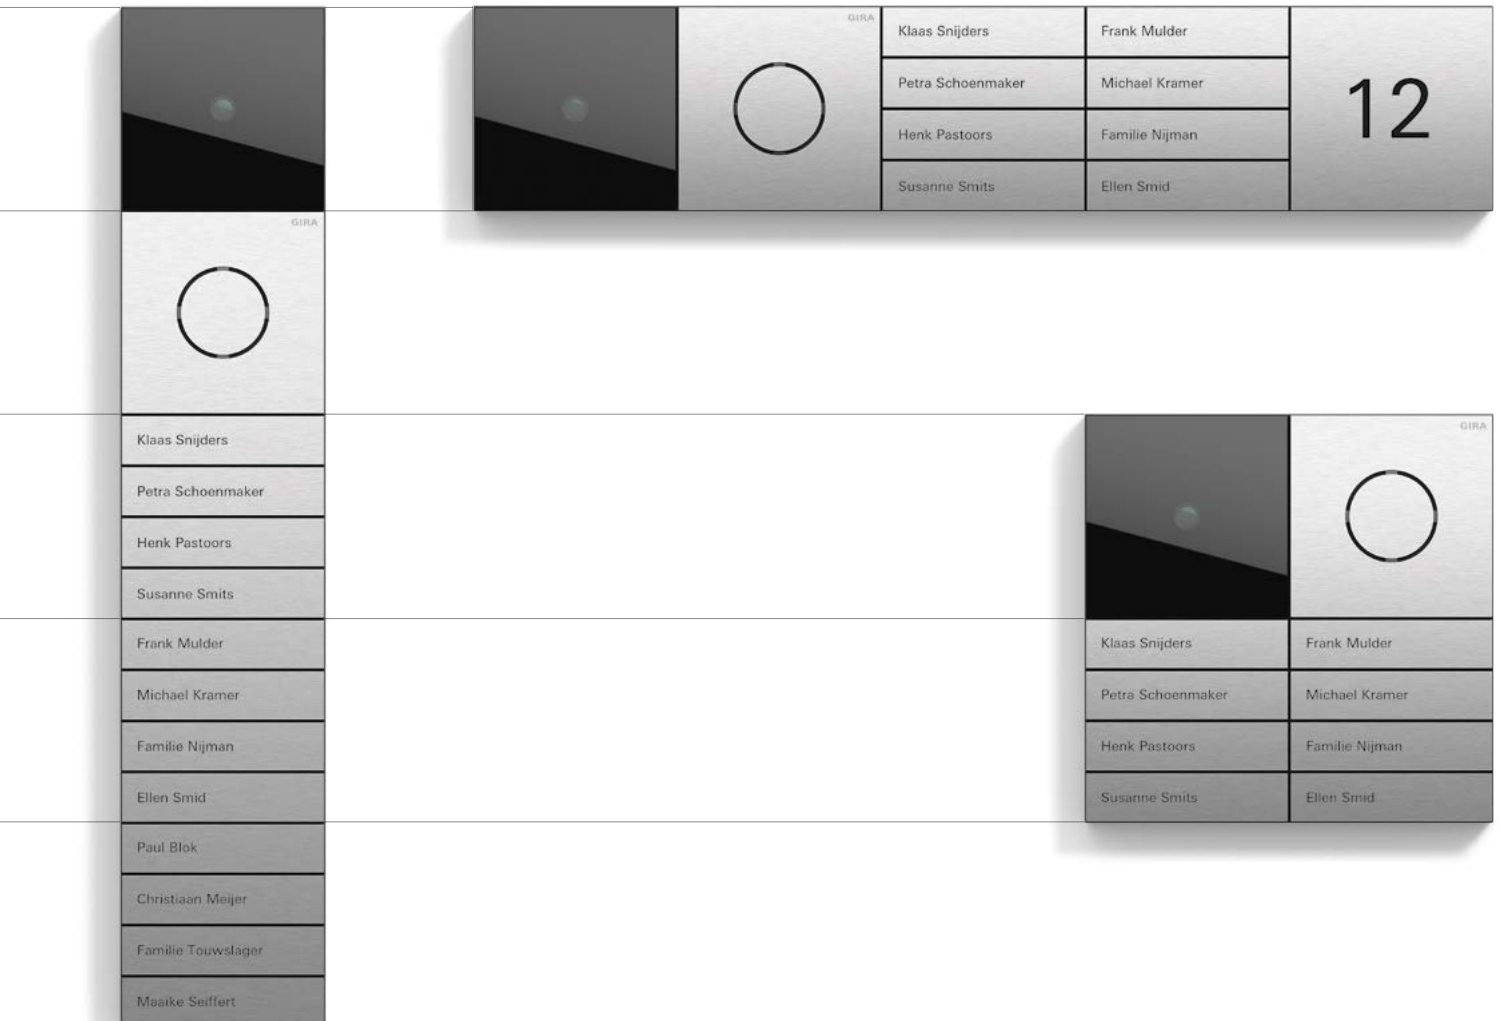 GIRA
Klaas Snijders
Petra Schoenmaker
Henk Pastoors
Susanne Smits
Frank Mulder
Michael Kramer
Familie Nijman
Ellen Smid
Paul Blok
Christiaan Meijer
Familie Touwslager
Maaike Seiffert
GIRA
Klaas Snijders
Petra Schoenmaker
Henk Pastoors
Susanne Smits
Frank Mulder
Michael Kramer
Familie Nijman
Ellen Smid
12
GIRA
Klaas Snijders
Petra Schoenmaker
Henk Pastoors
Susanne Smits
Frank Mulder
Michael Kramer
Familie Nijman
Ellen Smid